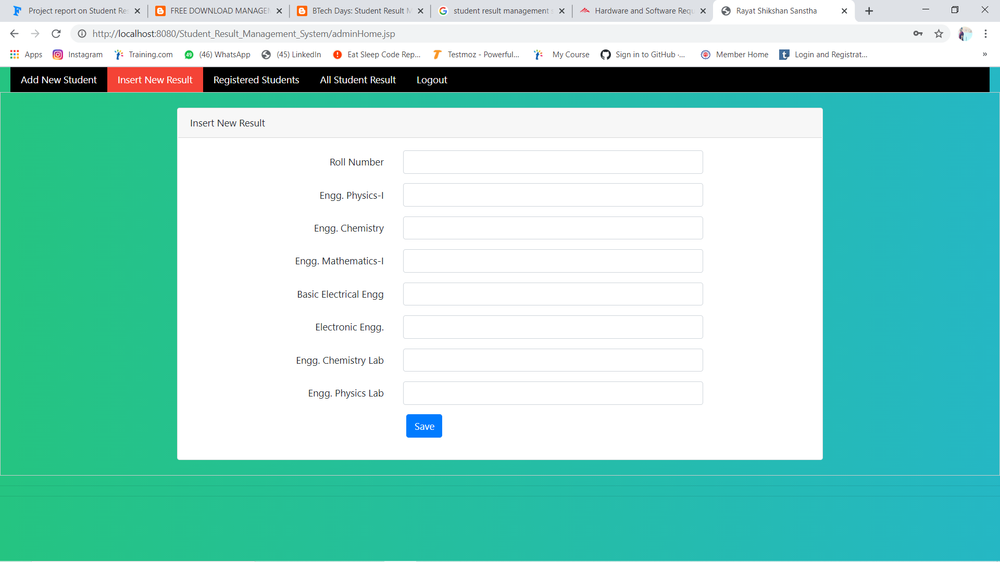 Project report on Student Res
FREE DOWNLOAD MANAGEM
BTech Days: Student Result M
student result management s
Hardware and Software Requ
Rayat Shikshan Sanstha
http://localhost:8080/Student_Result_Management_System/adminHome.jsp
Apps
Instagram
Training.com
49
(46) WhatsApp
(45) LinkedIn
Eat Sleep Code Rep...
Testmoz - Powerful...
My Course
Sign in to GitHub ·...
Member Home
Login and Registrat...
»
Add New Student
Insert New Result
Registered Students
All Student Result
Logout
Insert New Result
Roll Number
Engg. Physics-I
Engg. Chemistry
Engg. Mathematics-I
Basic Electrical Engg
Electronic Engg.
Engg. Chemistry Lab
Engg. Physics Lab
Save